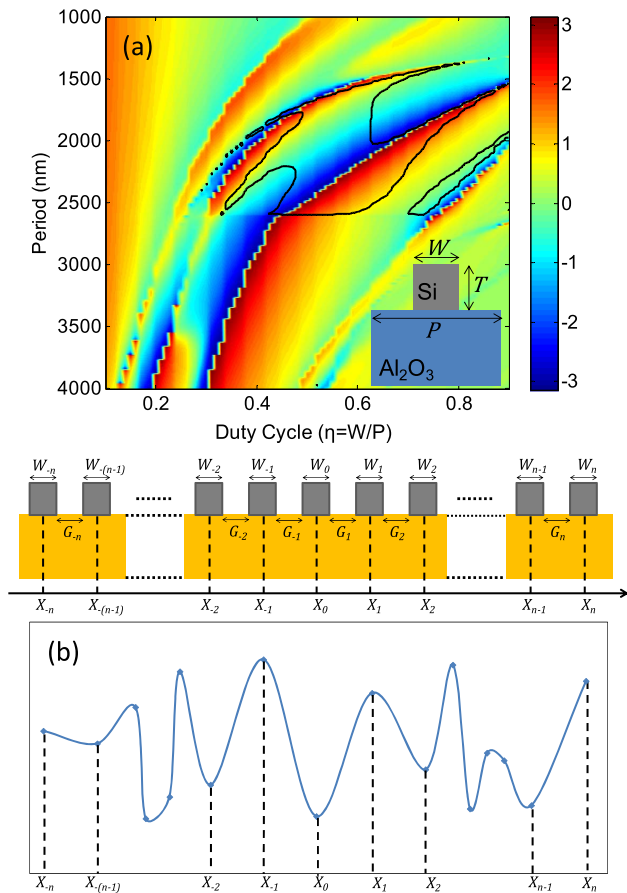 (a)
Period (nm)
1000
1500
2000
2500
3000
3500
4000
0.2 0.4 0.6 0.8
Duty Cycle (η=W/P)
3
2
1
0
-1
-2
-3
W
Si
T
P
Al₂O₃
W₋ₙ W₋₍ₙ₋₁₎ W₋₂ W₋₁ W₀ W₁ W₂ Wₙ₋₁ Wₙ
G₋ₙ G₋₂ G₋₁ G₁ G₂ Gₙ
X₋ₙ X₋₍ₙ₋₁₎ X₋₂ X₋₁ X₀ X₁ X₂ Xₙ₋₁ Xₙ
(b)
X₋ₙ X₋₍ₙ₋₁₎ X₋₂ X₋₁ X₀ X₁ X₂ Xₙ₋₁ Xₙ